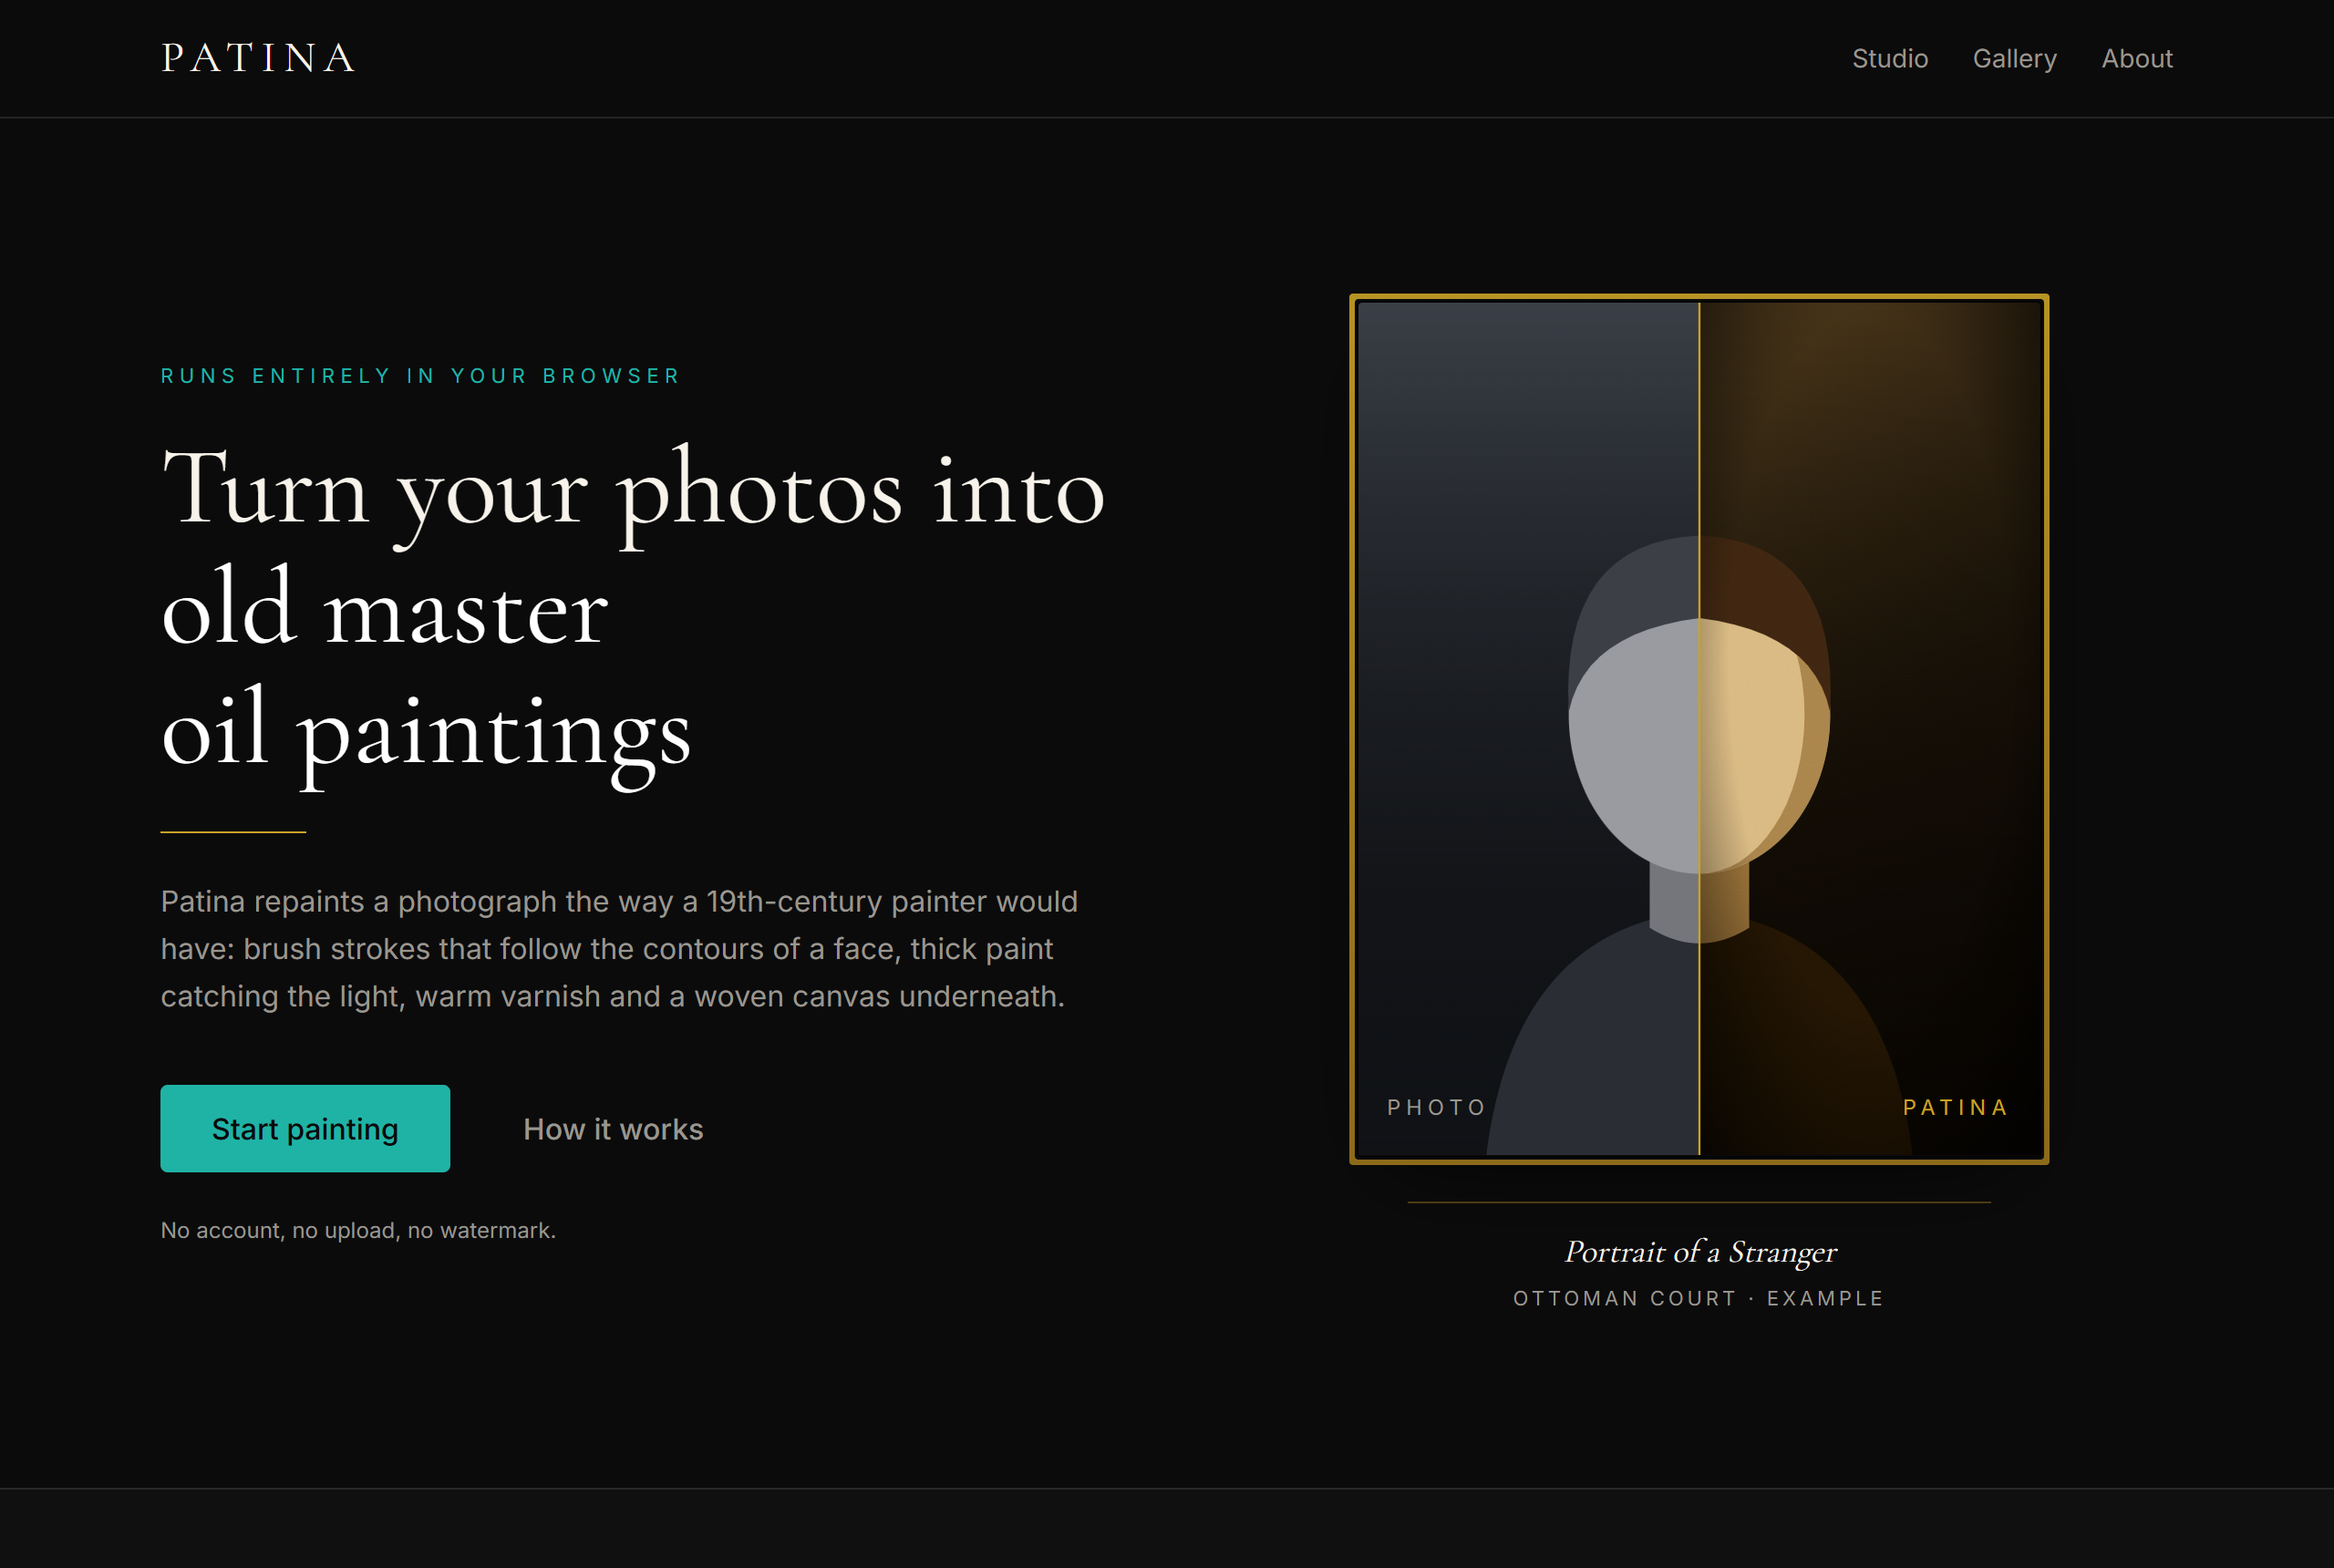 PATINA
Studio Gallery About
RUNS ENTIRELY IN YOUR BROWSER
Turn your photos into
old master
oil paintings
Patina repaints a photograph the way a 19th-century painter would
have: brush strokes that follow the contours of a face, thick paint
catching the light, warm varnish and a woven canvas underneath.
Start painting How it works
No account, no upload, no watermark.
PHOTO PATINA
Portrait of a Stranger
OTTOMAN COURT · EXAMPLE